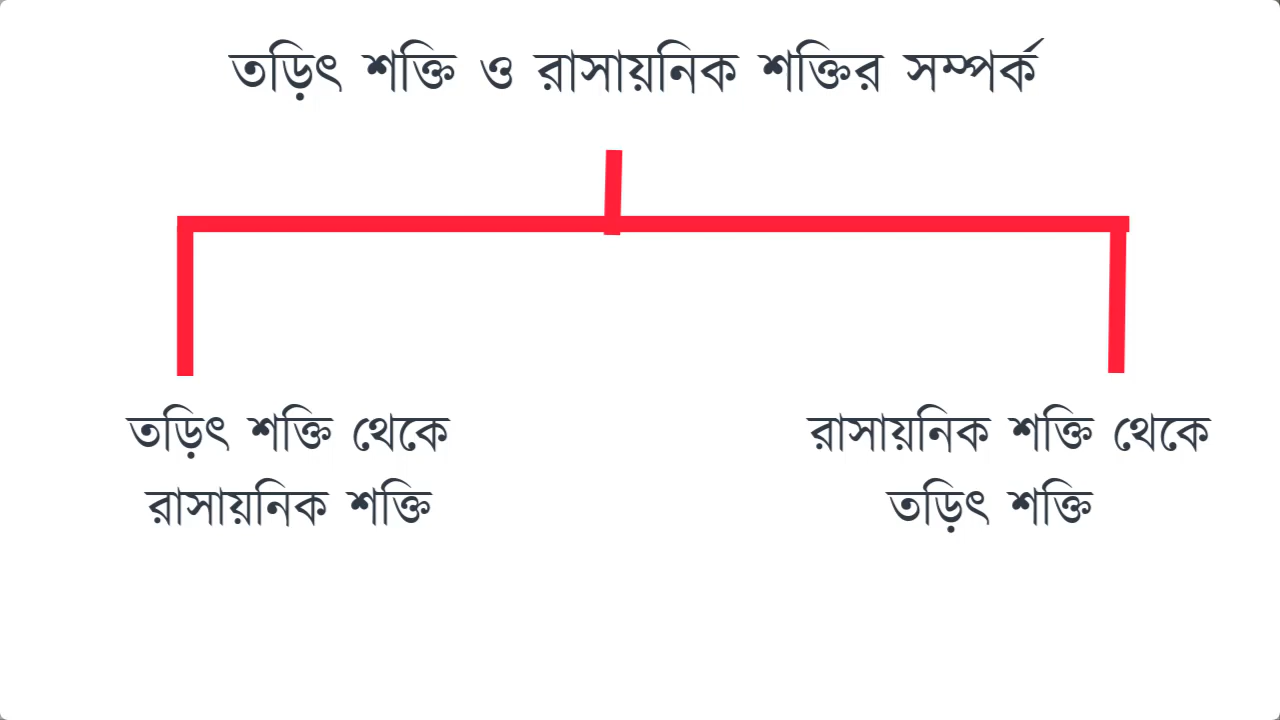 তড়িৎ শক্তি ও রাসায়নিক শক্তির সম্পর্ক
তড়িৎ শক্তি থেকে
রাসায়নিক শক্তি
রাসায়নিক শক্তি থেকে
তড়িৎ শক্তি